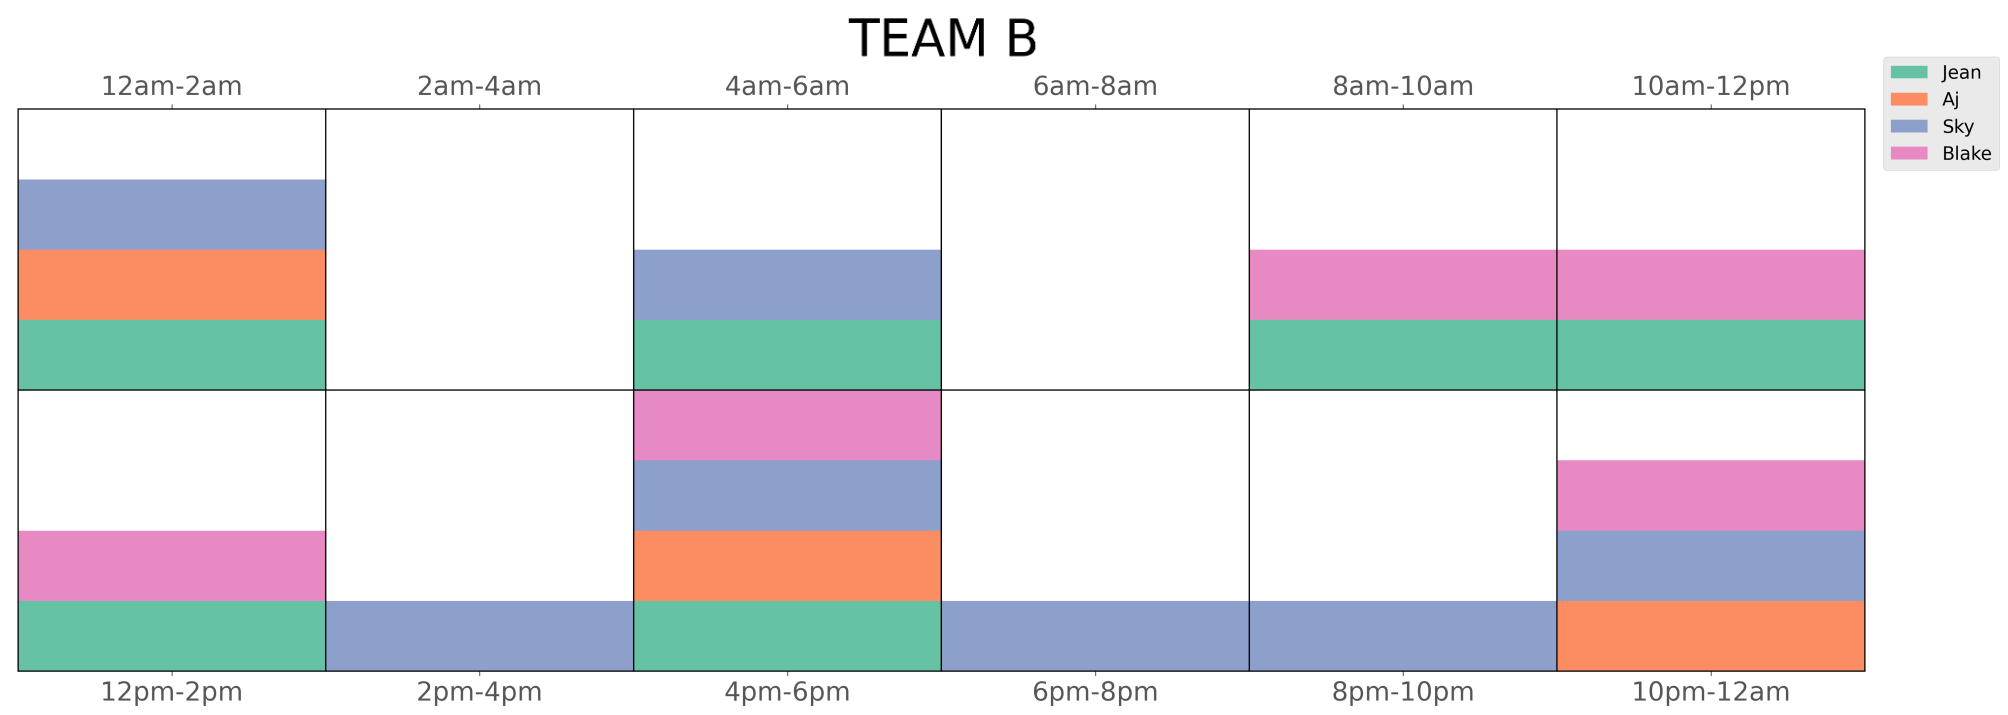 TEAM B
12am-2am 2am-4am 4am-6am 6am-8am 8am-10am 10am-12pm
Jean
Aj
Sky
Blake
12pm-2pm 2pm-4pm 4pm-6pm 6pm-8pm 8pm-10pm 10pm-12am